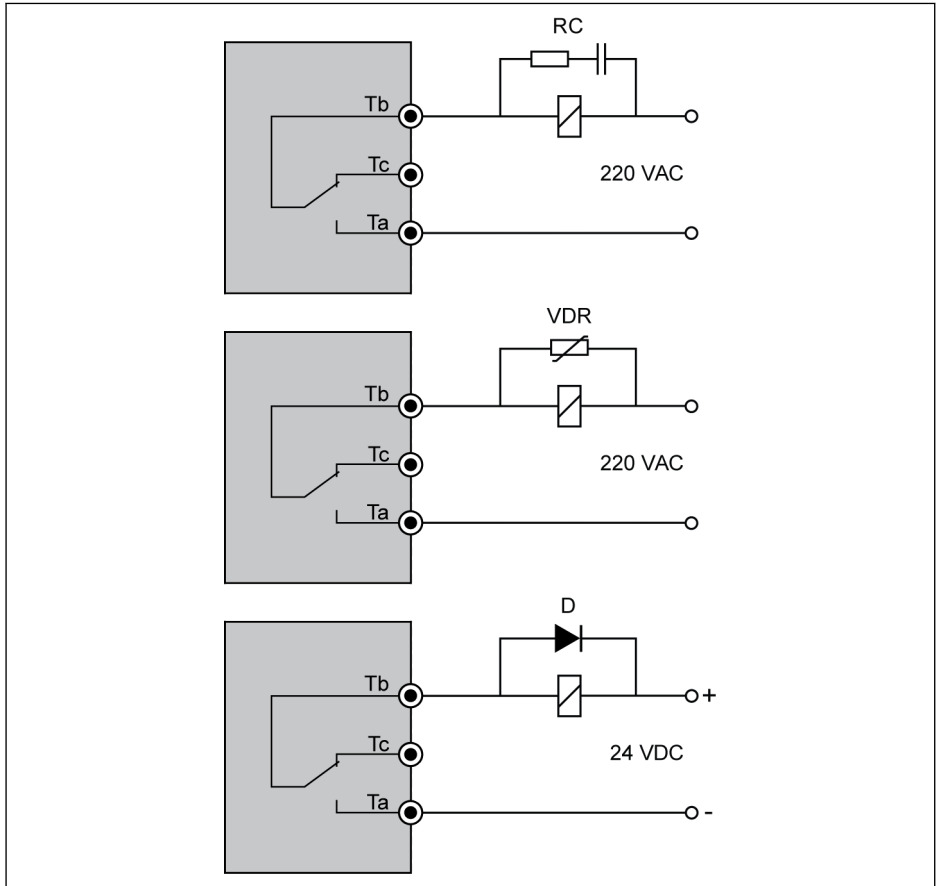 RC
Tb
Tc
220 VAC
Ta
VDR
Tb
Tc
220 VAC
Ta
D
Tb
+
Tc
24 VDC
Ta
-